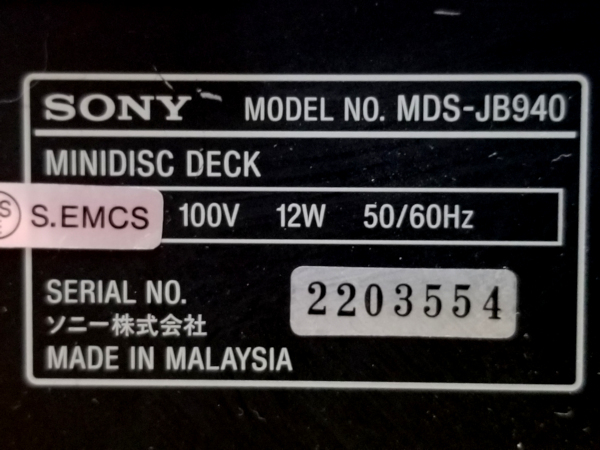 SONY MODEL NO. MDS-JB940
MINIDISC DECK
S.EMCS 100V 12W 50/60Hz
SERIAL NO. 2203554
ソニー株式会社
MADE IN MALAYSIA